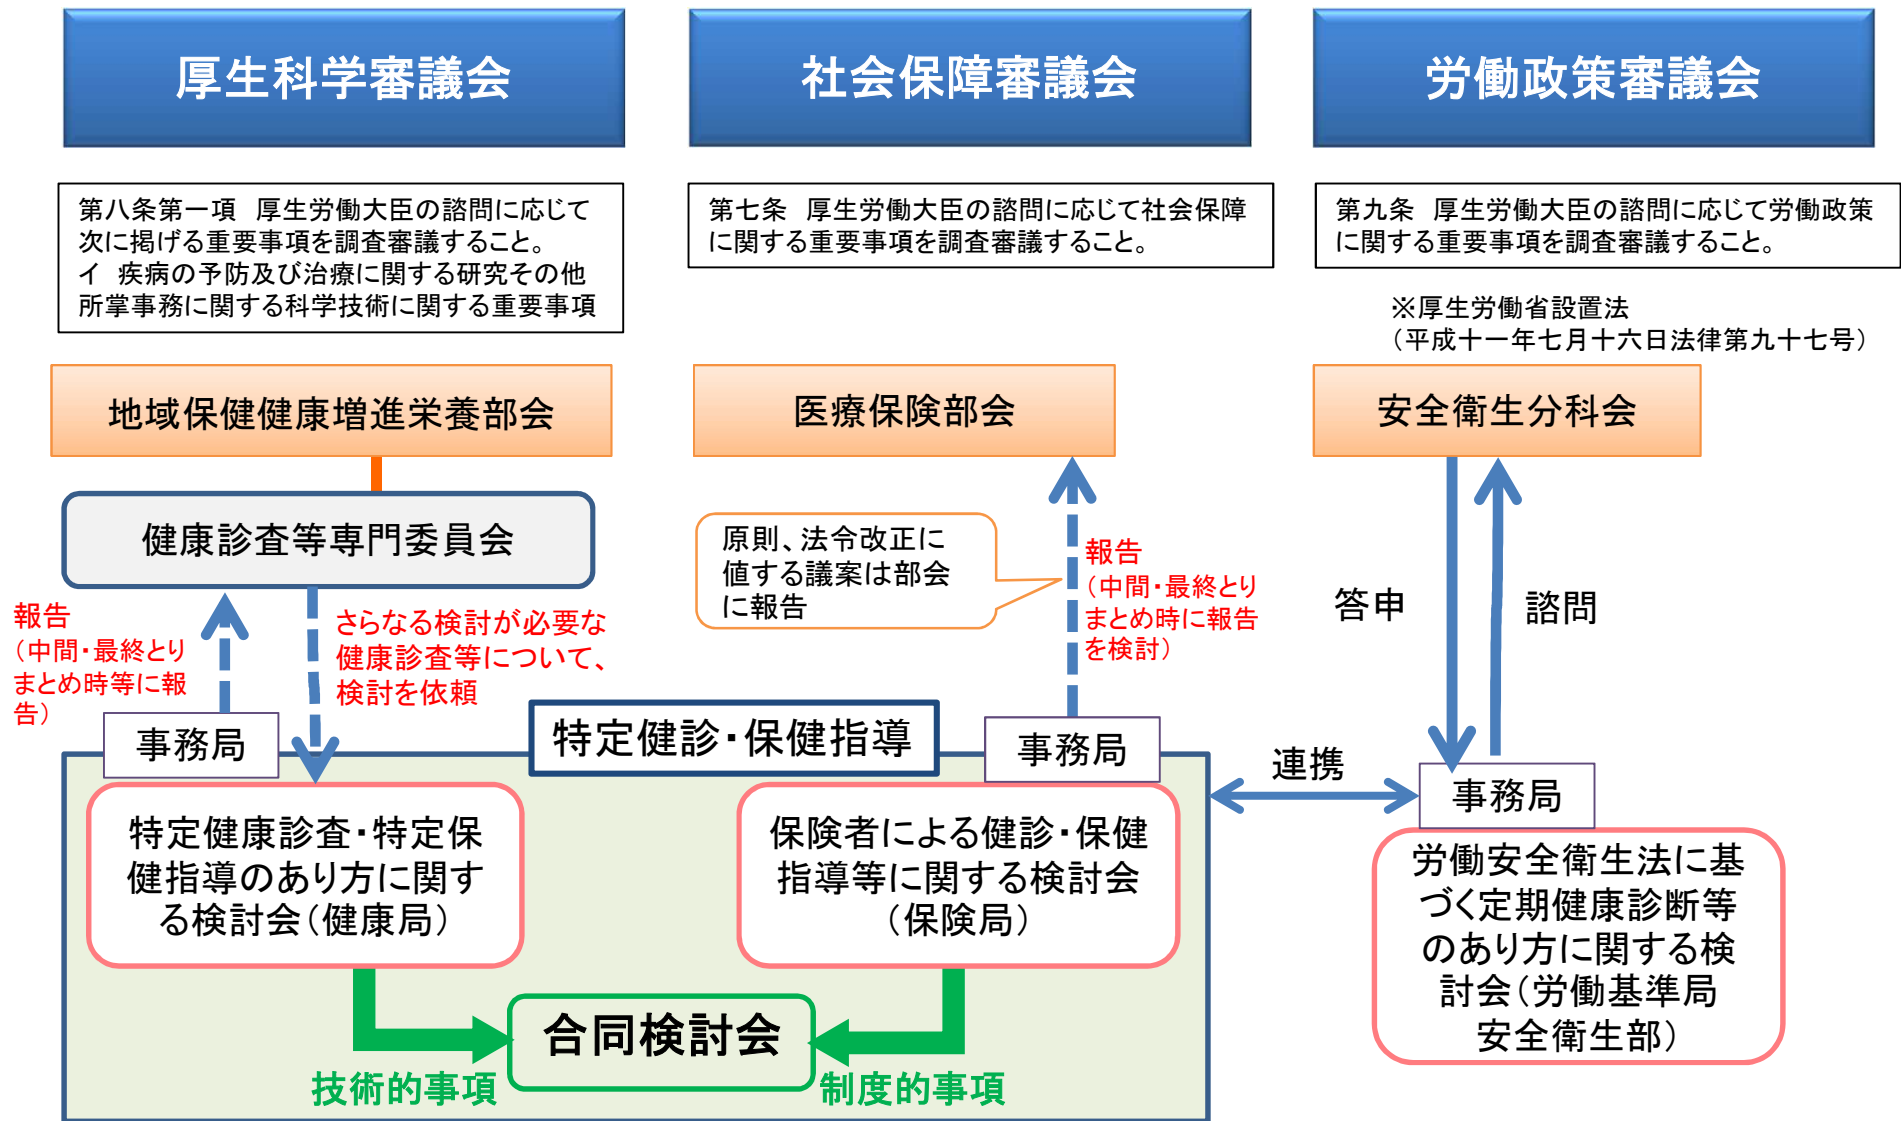 厚生科学審議会
社会保障審議会
労働政策審議会
第八条第一項　厚生労働大臣の諮問に応じて
次に掲げる重要事項を調査審議すること。
イ　疾病の予防及び治療に関する研究その他
所掌事務に関する科学技術に関する重要事項
第七条　厚生労働大臣の諮問に応じて社会保障
に関する重要事項を調査審議すること。
第九条　厚生労働大臣の諮問に応じて労働政策
に関する重要事項を調査審議すること。
※厚生労働省設置法
（平成十一年七月十六日法律第九十七号）
地域保健健康増進栄養部会
医療保険部会
安全衛生分科会
健康診査等専門委員会
原則、法令改正に
値する議案は部会
に報告
報告
（中間・最終とり
まとめ時に報告
を検討）
答申
諮問
報告
（中間・最終とり
まとめ時等に報
告）
さらなる検討が必要な
健康診査等について、
検討を依頼
事務局
特定健診・保健指導
事務局
連携
事務局
特定健康診査・特定保
健指導のあり方に関す
る検討会（健康局）
保険者による健診・保健
指導等に関する検討会
（保険局）
労働安全衛生法に基
づく定期健康診断等
のあり方に関する検
討会（労働基準局
安全衛生部）
合同検討会
技術的事項
制度的事項